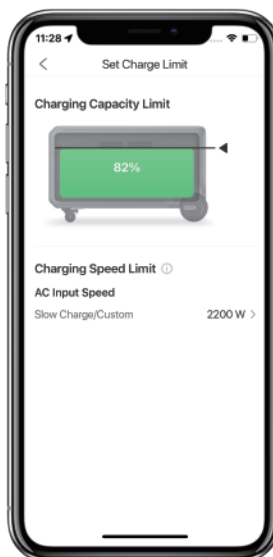 11:28
Set Charge Limit
Charging Capacity Limit
82%
Charging Speed Limit
AC Input Speed
Slow Charge/Custom 2200 W